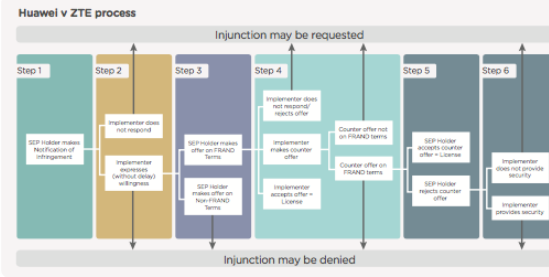 Huawei v ZTE process
Injunction may be requested
Step 1
Step 2
Step 3
Step 4
Step 5
Step 6
SEP Holder makes
Notification of
Infringement
Implementer does
not respond
Implementer
expresses
(without delay)
willingness
SEP Holder makes
offer on FRAND
Terms
SEP Holder
makes offer on
Non-FRAND
Terms
Implementer does
not respond/
rejects offer
Implementer
makes counter
offer
Implementer
accepts offer =
License
Counter offer not
on FRAND terms
Counter offer on
FRAND terms
SEP Holder
accepts counter
offer = License
SEP Holder
rejects counter
offer
Implementer
does not provide
security
Implementer
provides security
Injunction may be denied